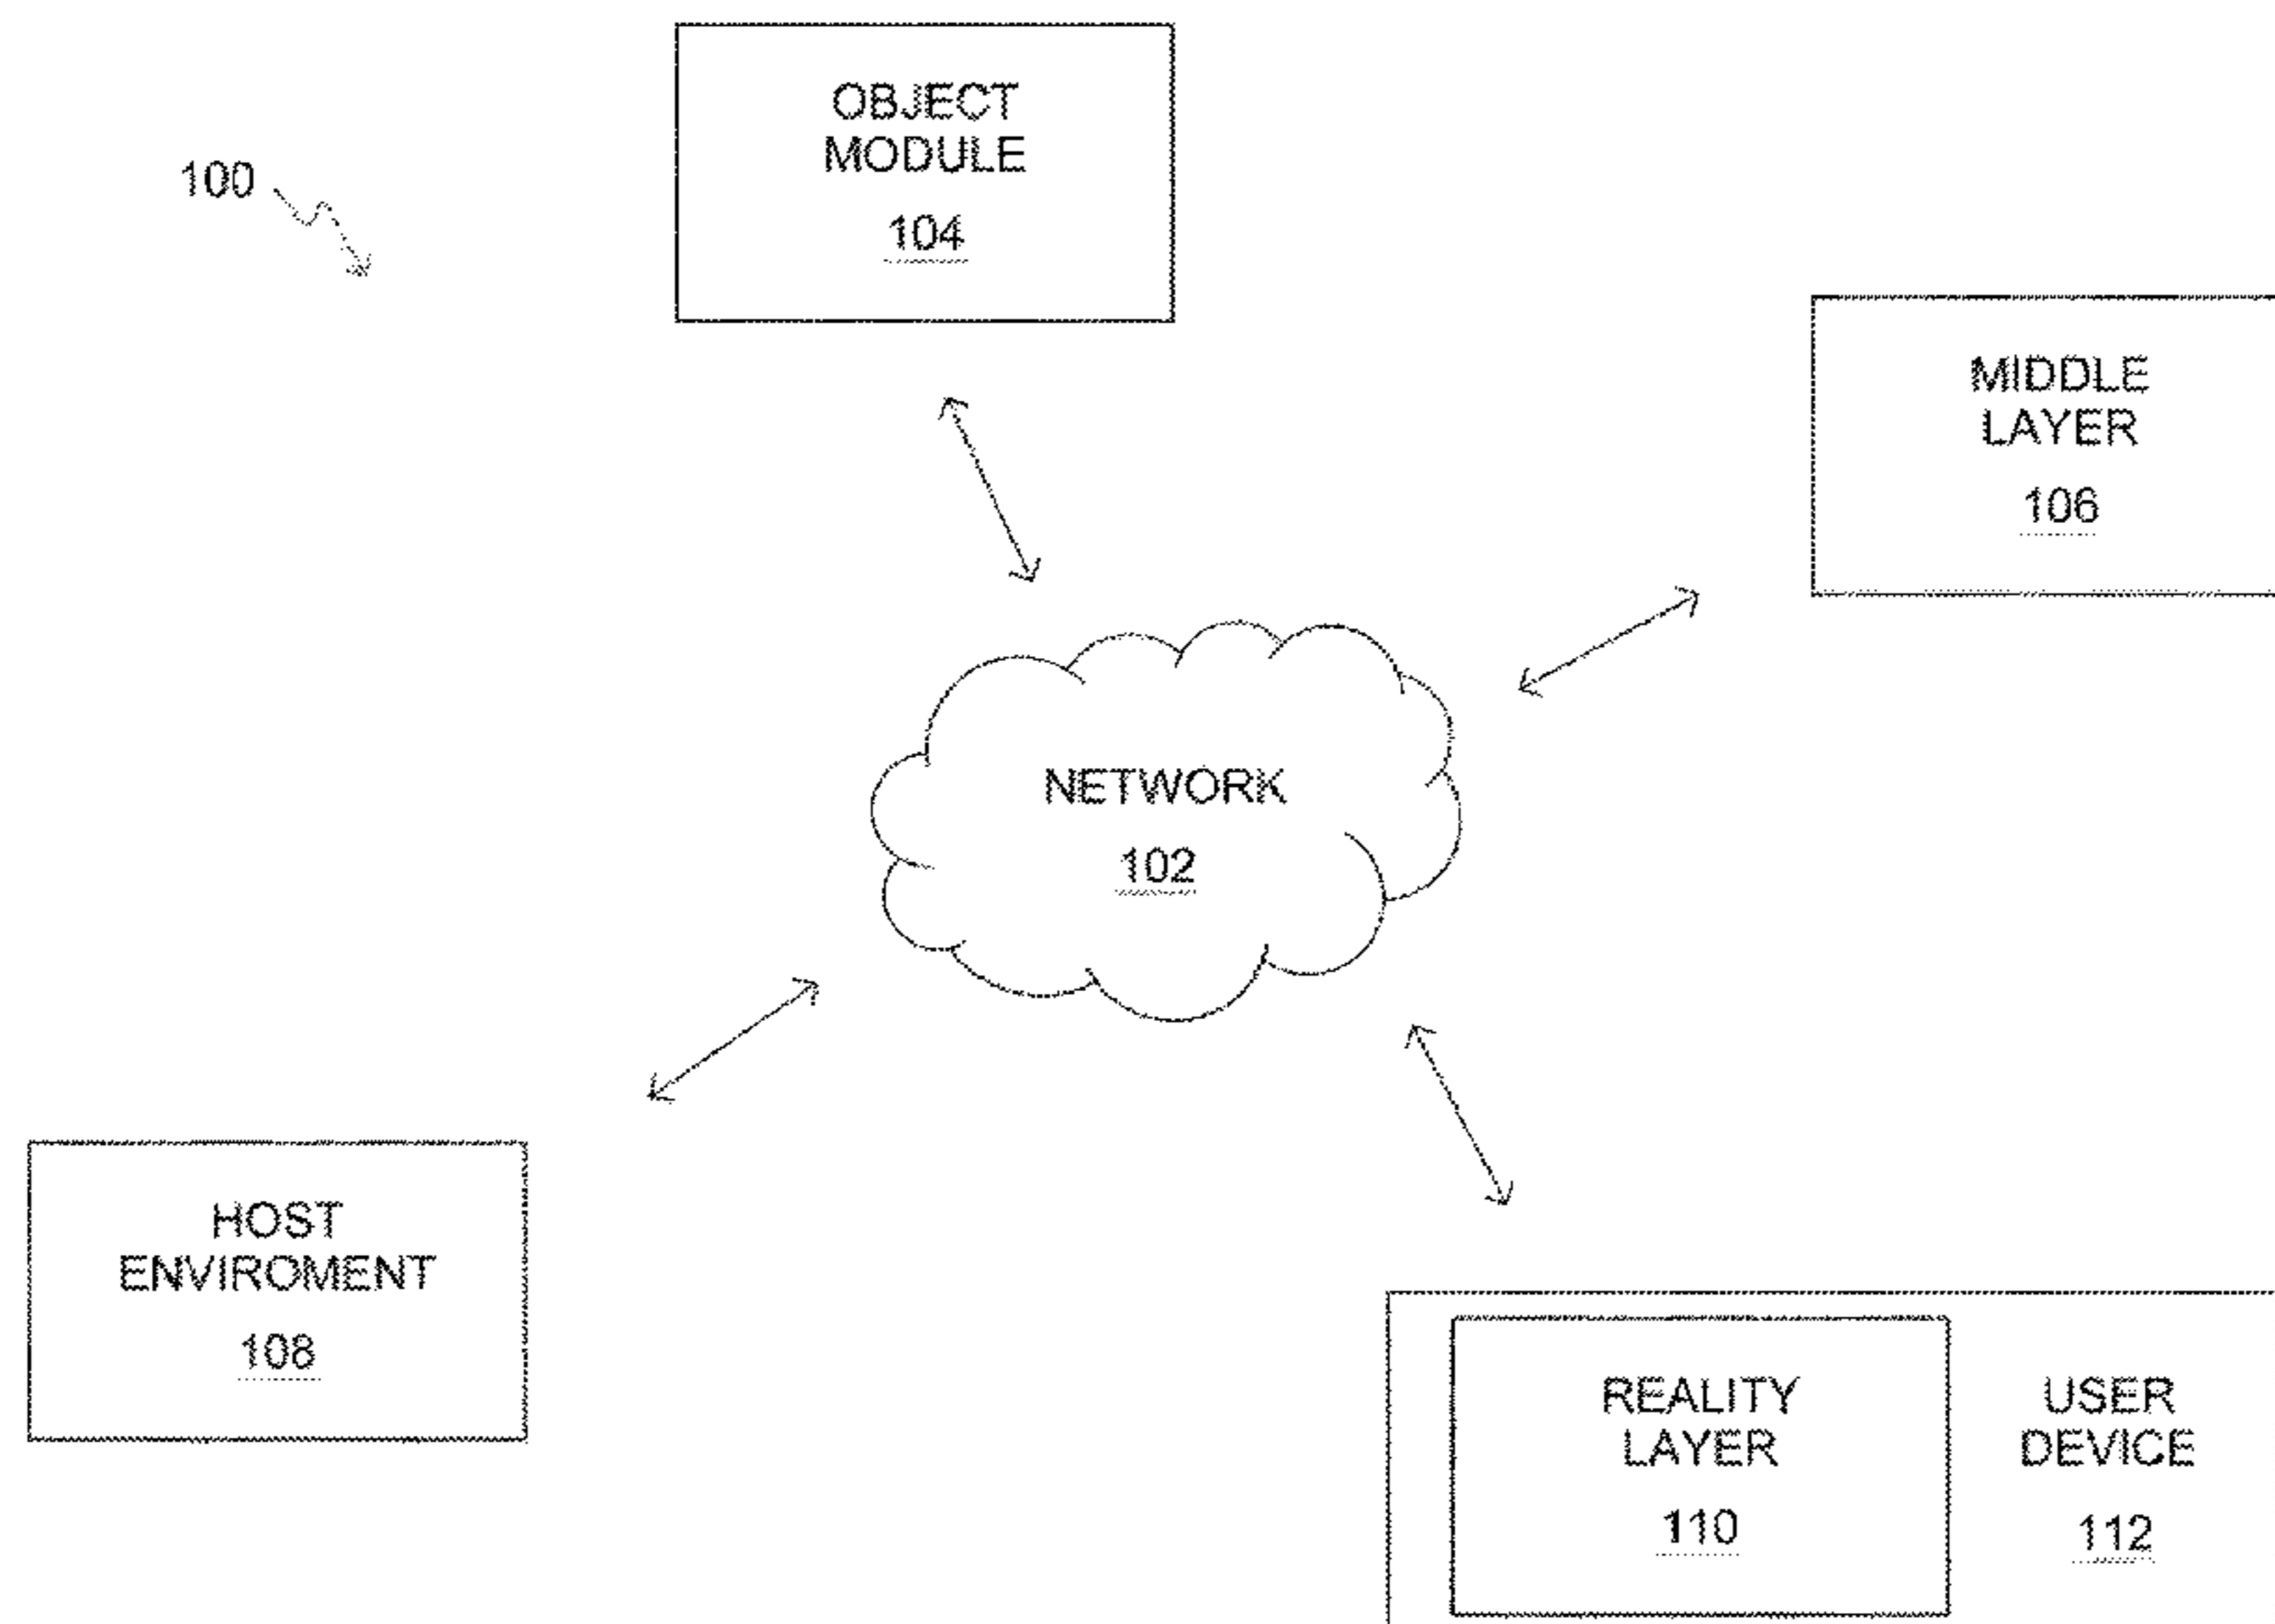 OBJECT
MODULE
104
100
MIDDLE
LAYER
106
NETWORK
102
HOST
ENVIROMENT
108
REALITY
LAYER
110
USER
DEVICE
112